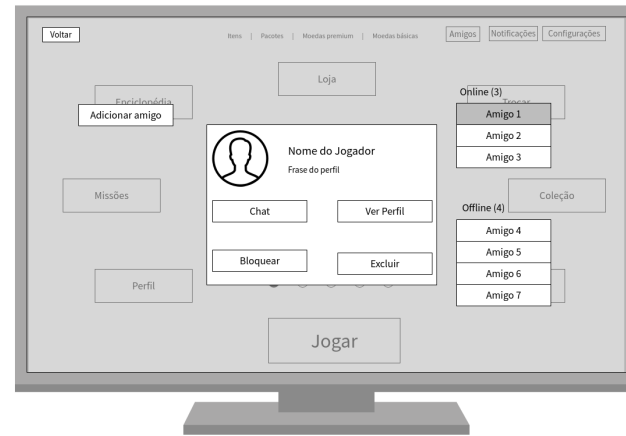 Voltar
Itens | Pacotes | Moedas premium | Moedas básicas
Amigos
Notificações
Configurações
Loja
Enciclopédia
Adicionar amigo
Online (3)
Trocar
Amigo 1
Amigo 2
Amigo 3
Nome do Jogador
Frase do perfil
Missões
Coleção
Chat
Ver Perfil
Offline (4)
Amigo 4
Bloquear
Excluir
Amigo 5
Amigo 6
Perfil
Amigo 7
Jogar